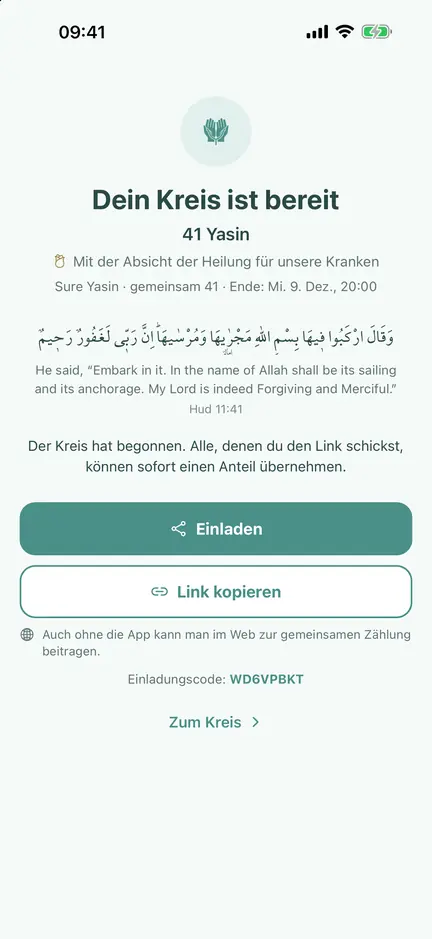 09:41
Dein Kreis ist bereit
41 Yasin
Mit der Absicht der Heilung für unsere Kranken
Sure Yasin · gemeinsam 41 · Ende: Mi. 9. Dez., 20:00
وَقَالَ ارْكَبُوا فٖيهَا بِسْمِ اللّٰهِ مَجْرٰۭۙيهَا وَمُرْسٰيهَاۜ اِنَّ رَبّٖى لَغَفُورٌ رَحٖيمٌ
He said, “Embark in it. In the name of Allah shall be its sailing
and its anchorage. My Lord is indeed Forgiving and Merciful.”
Hud 11:41
Der Kreis hat begonnen. Alle, denen du den Link schickst,
können sofort einen Anteil übernehmen.
Einladen
Link kopieren
Auch ohne die App kann man im Web zur gemeinsamen Zählung
beitragen.
Einladungscode: WD6VPBKT
Zum Kreis